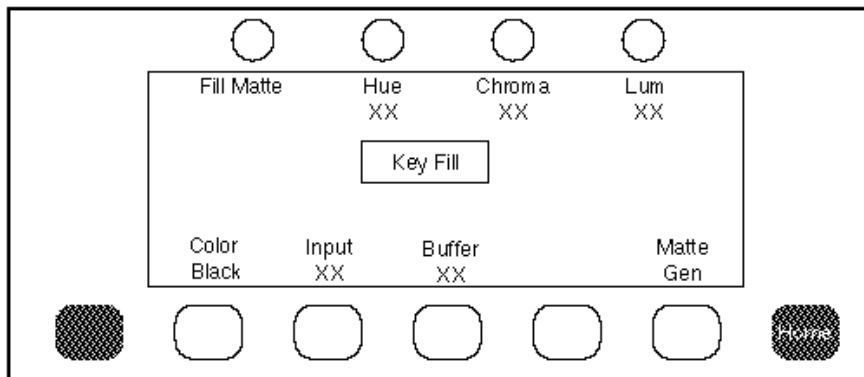 Fill Matte Hue Chroma Lum
XX XX XX
Key Fill
Color Input Buffer Matte
Black XX XX Gen
Home